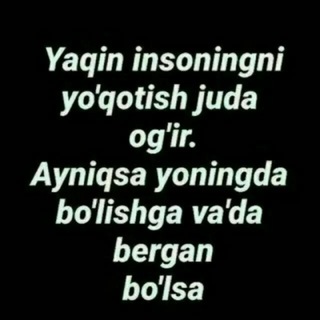 Yaqin insoningni
yo'qotish juda
og'ir.
Ayniqsa yoningda
bo'lishga va'da
bergan
bo'lsa